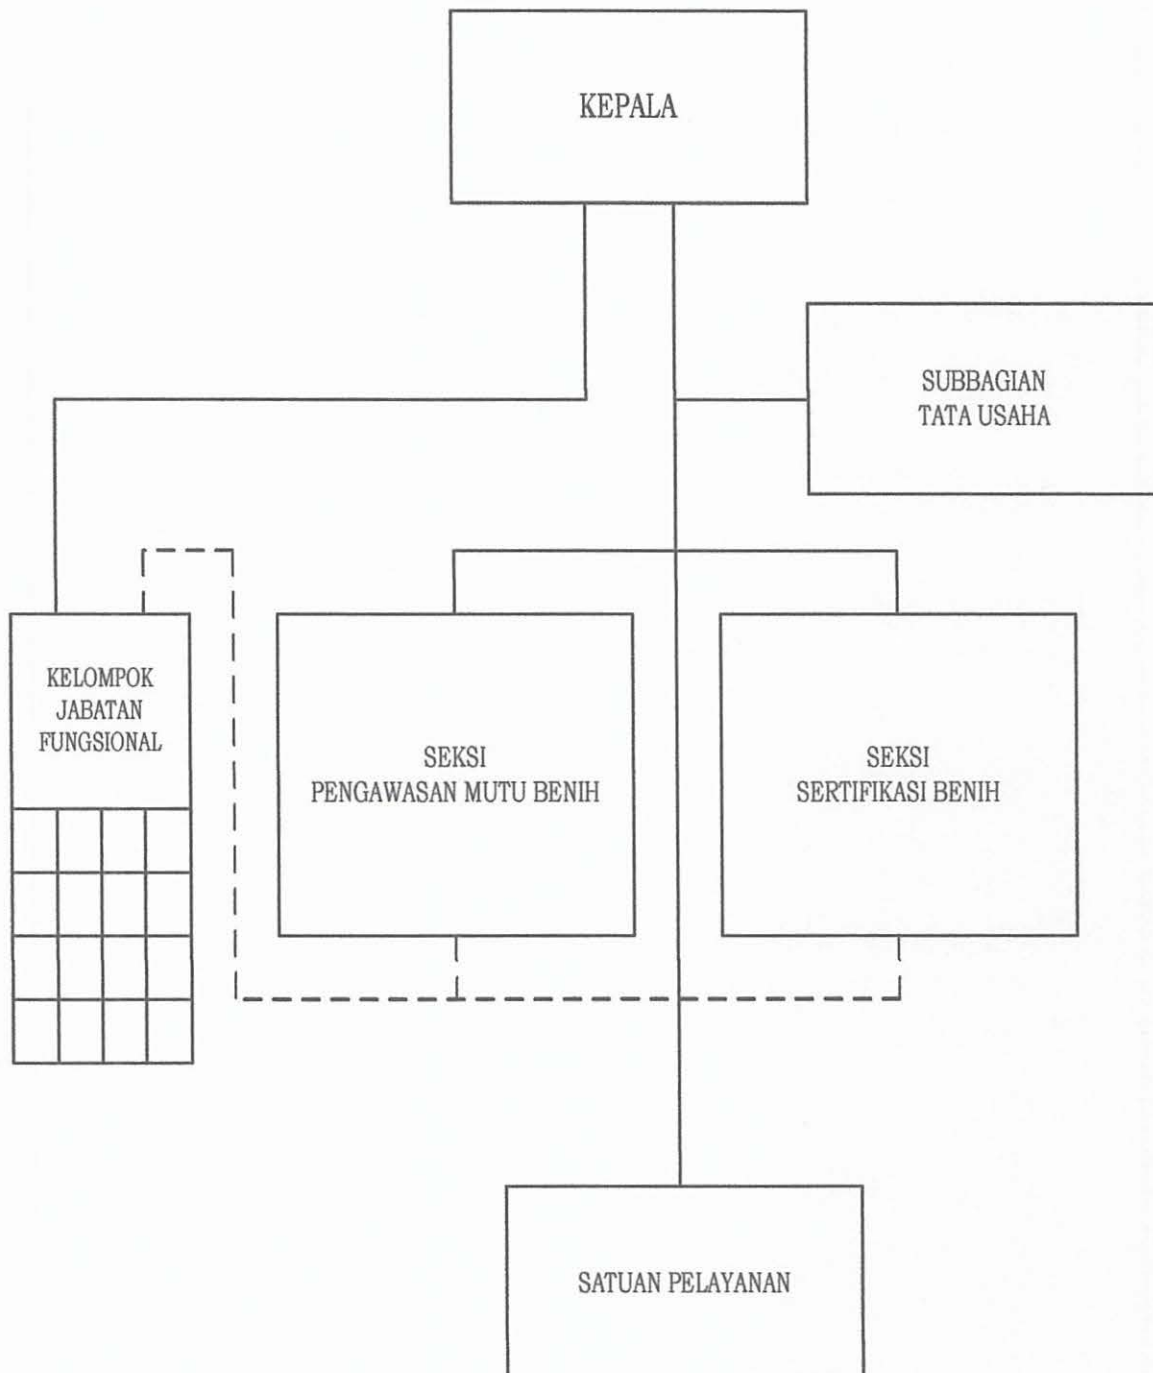 KEPALA
SUBBAGIAN
TATA USAHA
KELOMPOK
JABATAN
FUNGSIONAL
SEKSI
PENGAWASAN MUTU BENIH
SEKSI
SERTIFIKASI BENIH
SATUAN PELAYANAN